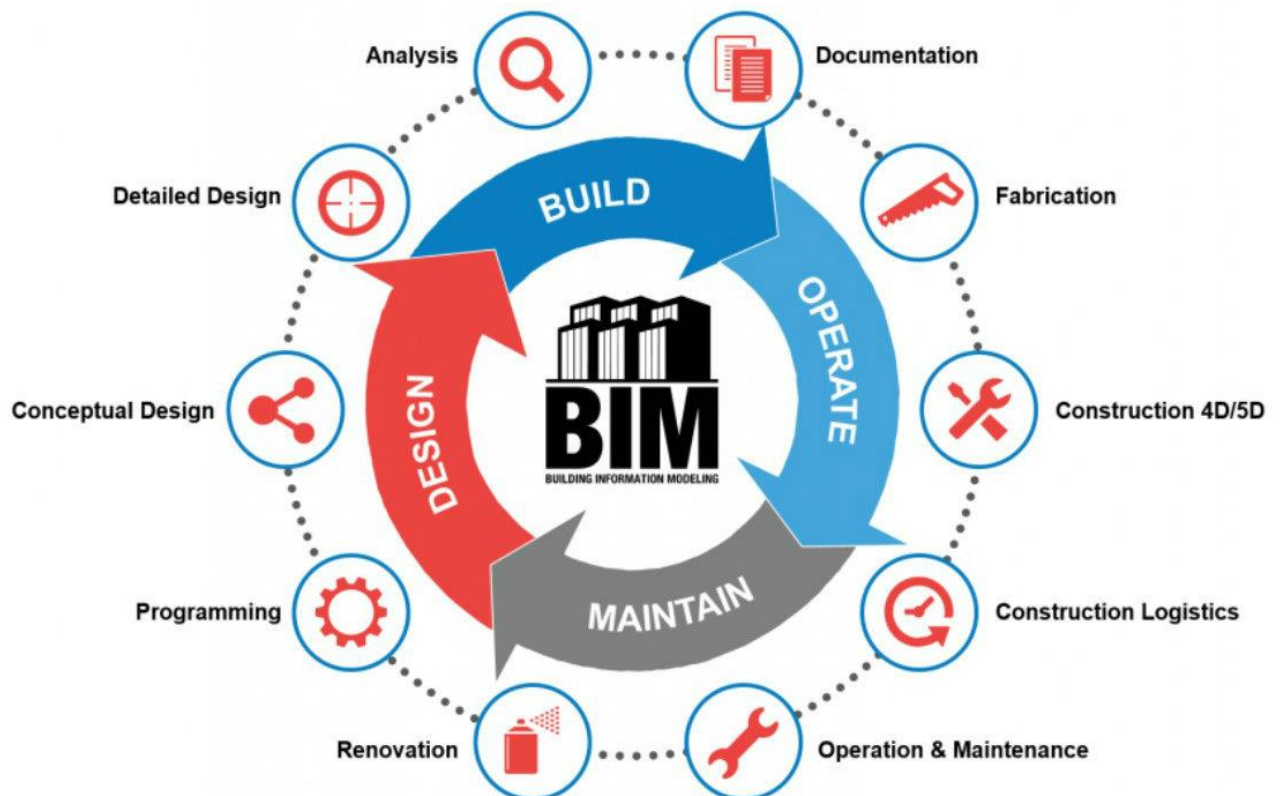 Analysis
Documentation
Detailed Design
BUILD
Fabrication
OPERATE
Conceptual Design
DESIGN
BIM
BUILDING INFORMATION MODELING
Construction 4D/5D
Programming
MAINTAIN
Construction Logistics
Renovation
Operation & Maintenance